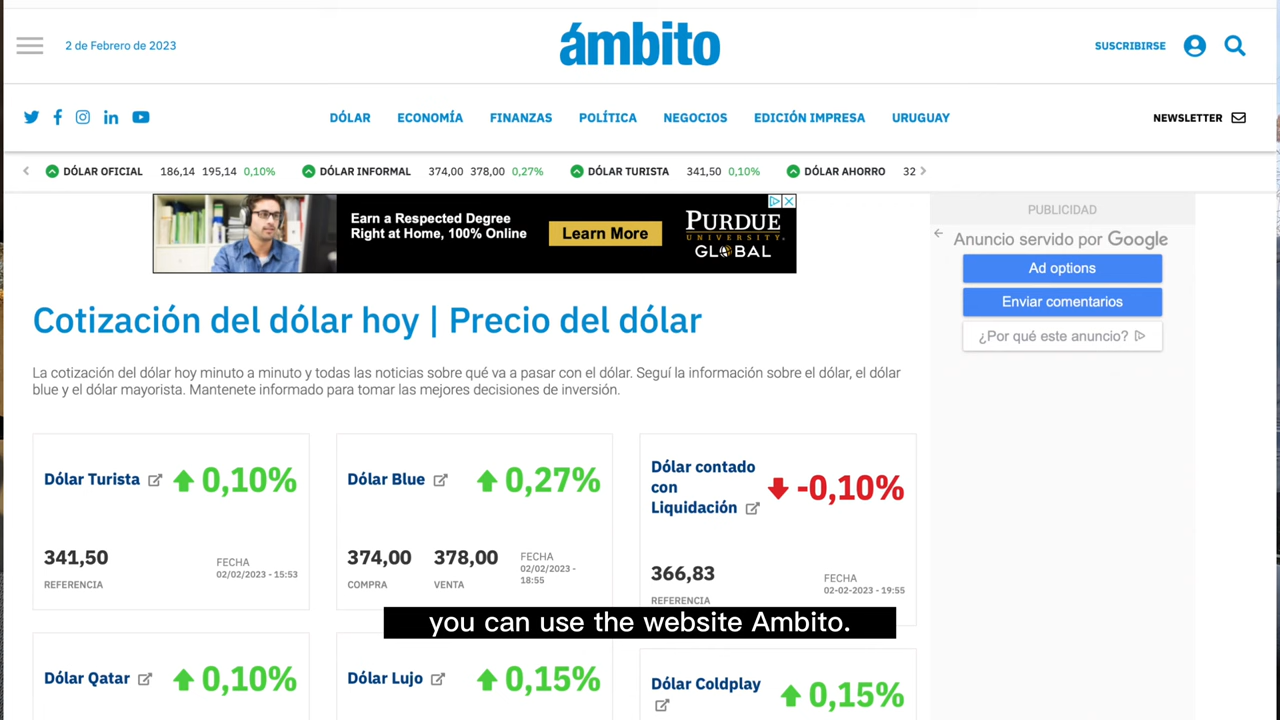 2 de Febrero de 2023
ámbito
SUSCRIBIRSE
DÓLAR ECONOMÍA FINANZAS POLÍTICA NEGOCIOS EDICIÓN IMPRESA URUGUAY
NEWSLETTER
DÓLAR OFICIAL 186,14 195,14 0,10% DÓLAR INFORMAL 374,00 378,00 0,27% DÓLAR TURISTA 341,50 0,10% DÓLAR AHORRO 32
Earn a Respected Degree
Right at Home, 100% Online
Learn More
PURDUE
UNIVERSITY
GLOBAL
PUBLICIDAD
Anuncio servido por Google
Ad options
Enviar comentarios
¿Por qué este anuncio?
Cotización del dólar hoy | Precio del dólar
La cotización del dólar hoy minuto a minuto y todas las noticias sobre qué va a pasar con el dólar. Seguí la información sobre el dólar, el dólar
blue y el dólar mayorista. Mantenete informado para tomar las mejores decisiones de inversión.
Dólar Turista 0,10%
341,50
REFERENCIA
FECHA
02/02/2023 - 15:53
Dólar Blue 0,27%
374,00 378,00
COMPRA VENTA
FECHA
02/02/2023 -
18:55
Dólar contado
con
Liquidación
-0,10%
366,83
REFERENCIA
FECHA
02-02-2023 - 19:55
you can use the website Ambito.
Dólar Qatar 0,10%
Dólar Lujo 0,15%
Dólar Coldplay 0,15%